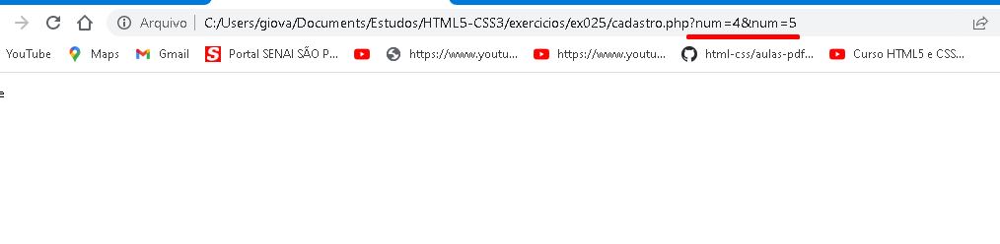 Arquivo C:/Users/giova/Documents/Estudos/HTML5-CSS3/exercicios/ex025/cadastro.php?num=4&num=5
YouTube Maps Gmail Portal SENAI SÃO P... https://www.youtu... https://www.youtu... html-css/aulas-pdf... Curso HTML5 e CSS...
e